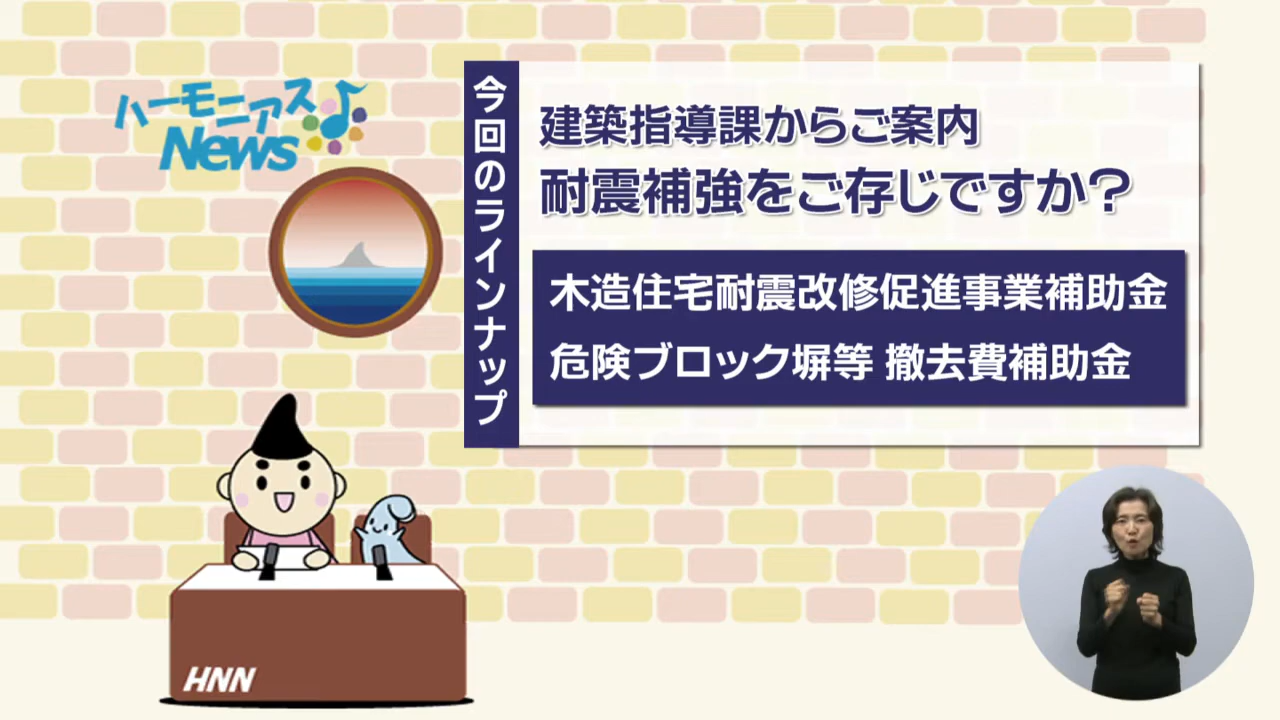 ハーモニアス
News
今回のラインナップ
建築指導課からご案内
耐震補強をご存じですか？
木造住宅耐震改修促進事業補助金
危険ブロック塀等 撤去費補助金
HNN